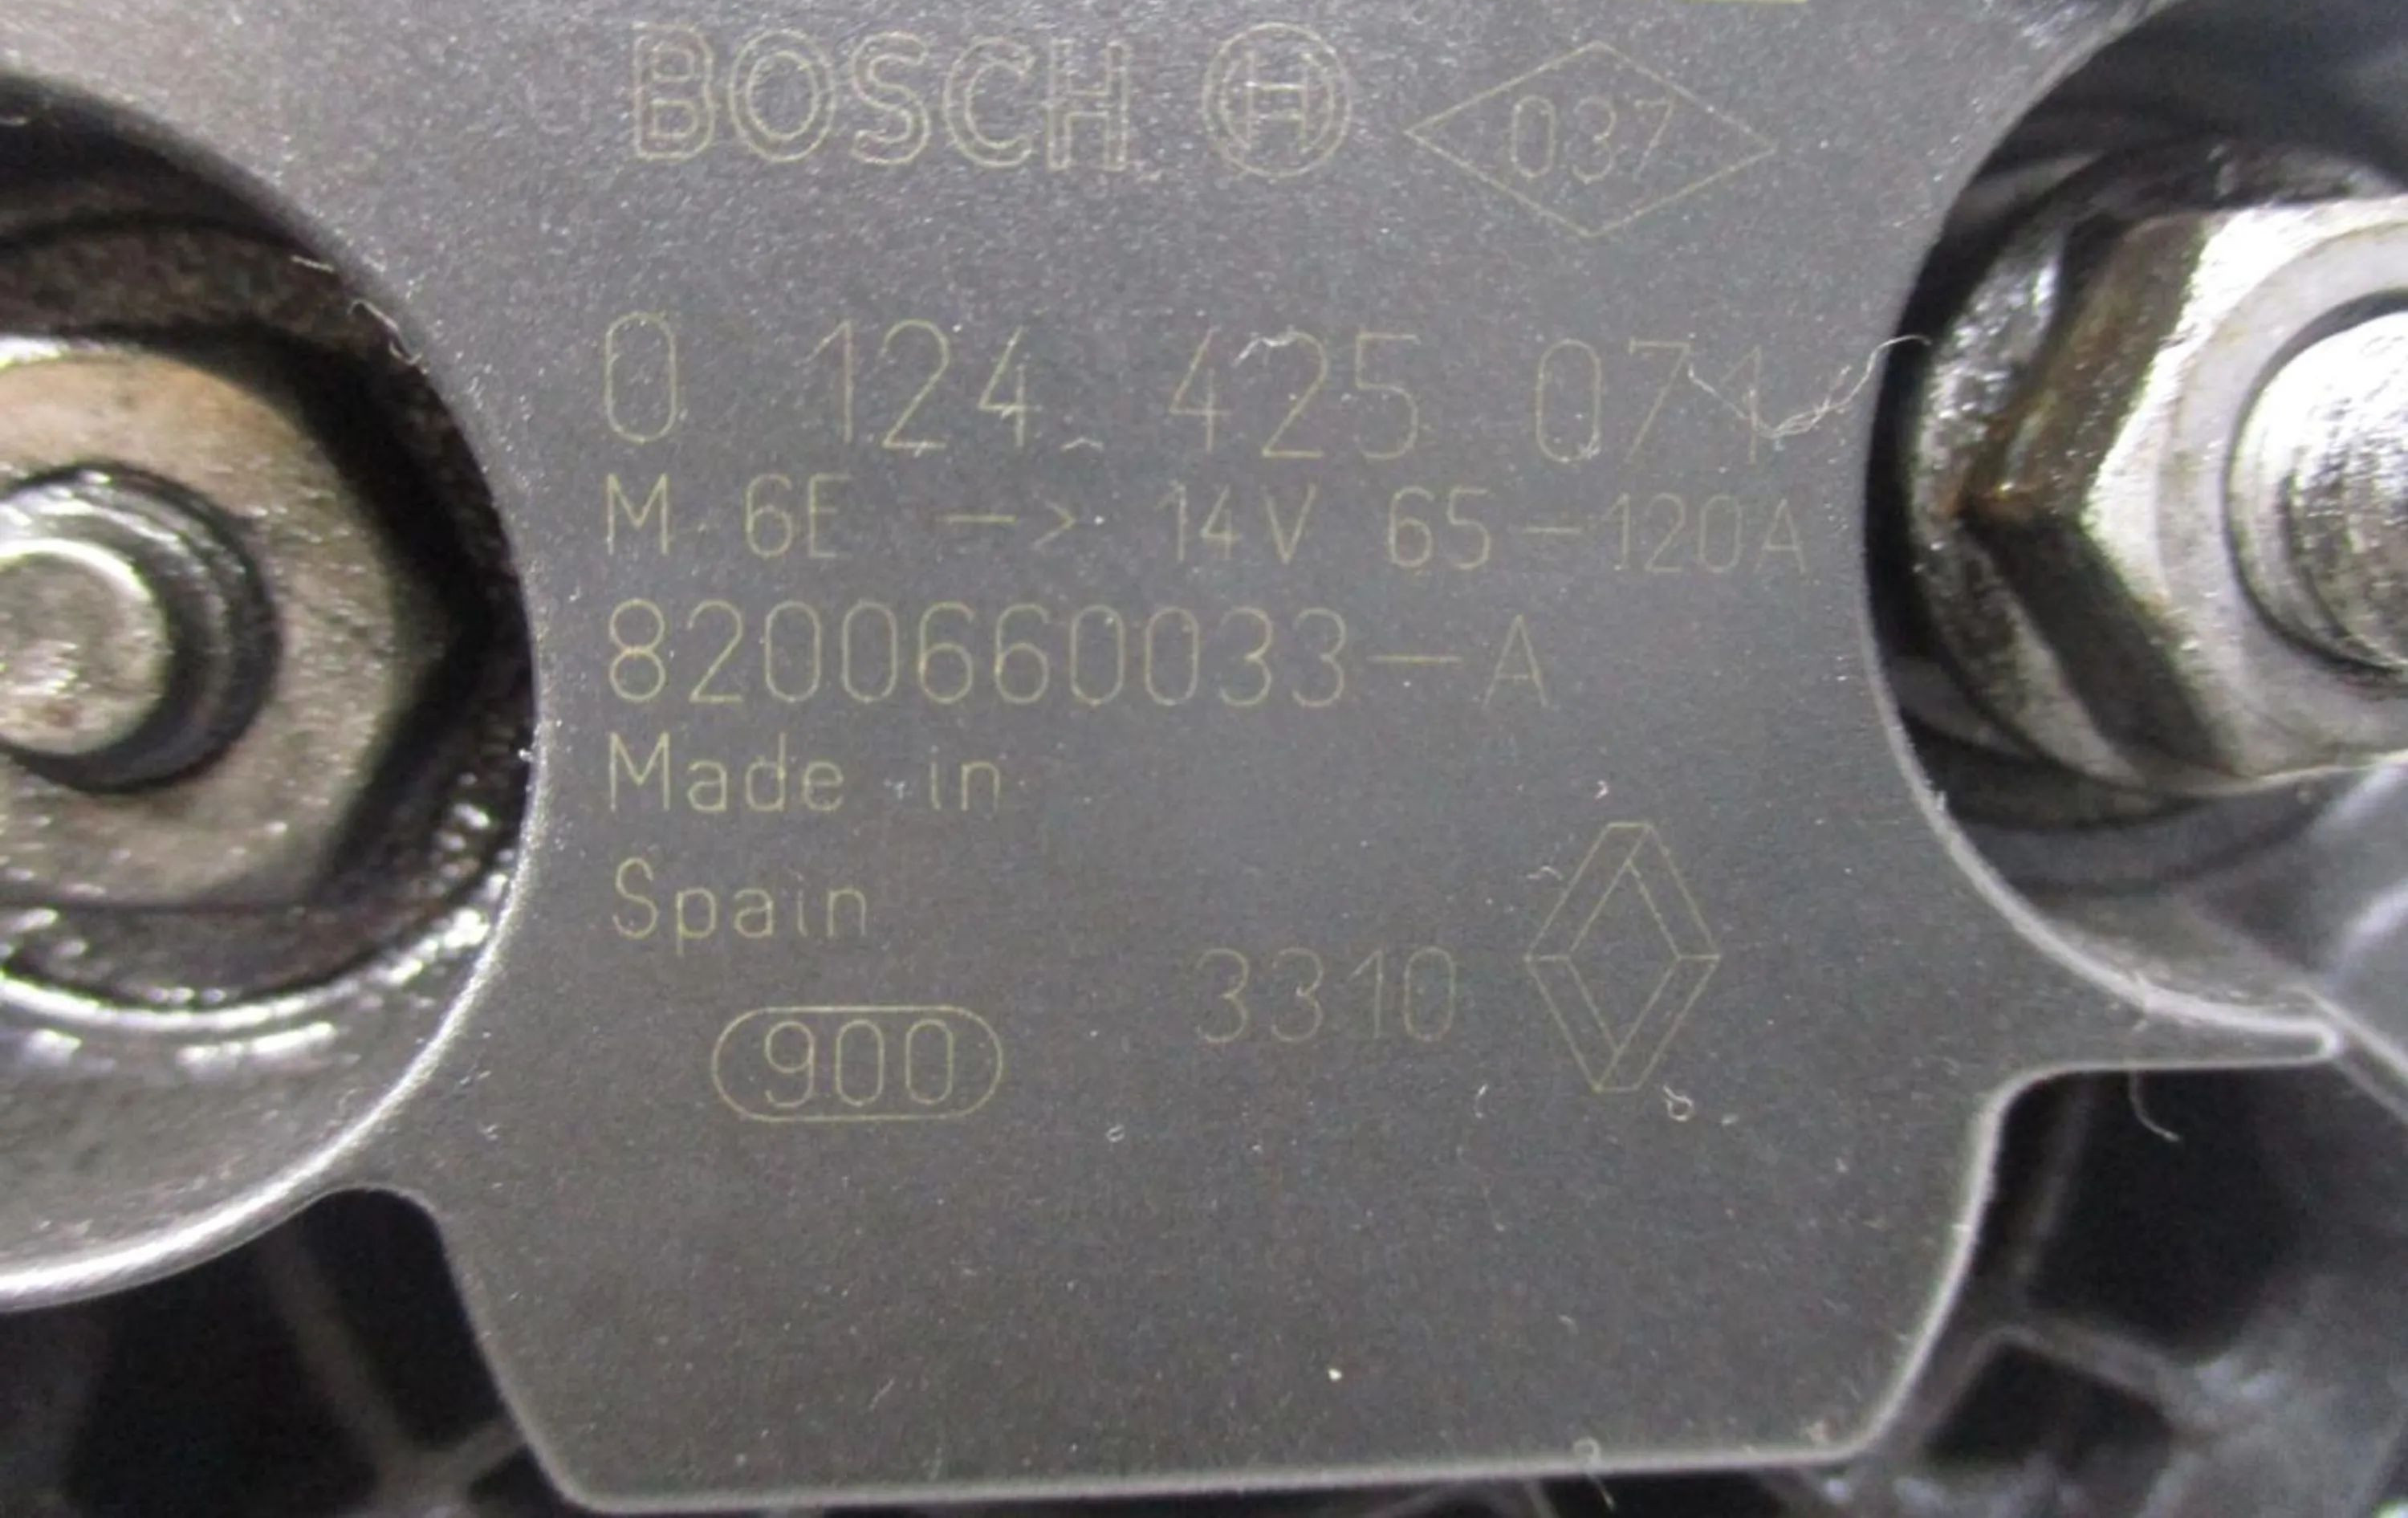 BOSCH 037
0 124 425 071
M 6E -> 14V 65-120A
8200660033-A
Made in
Spain
3310
900